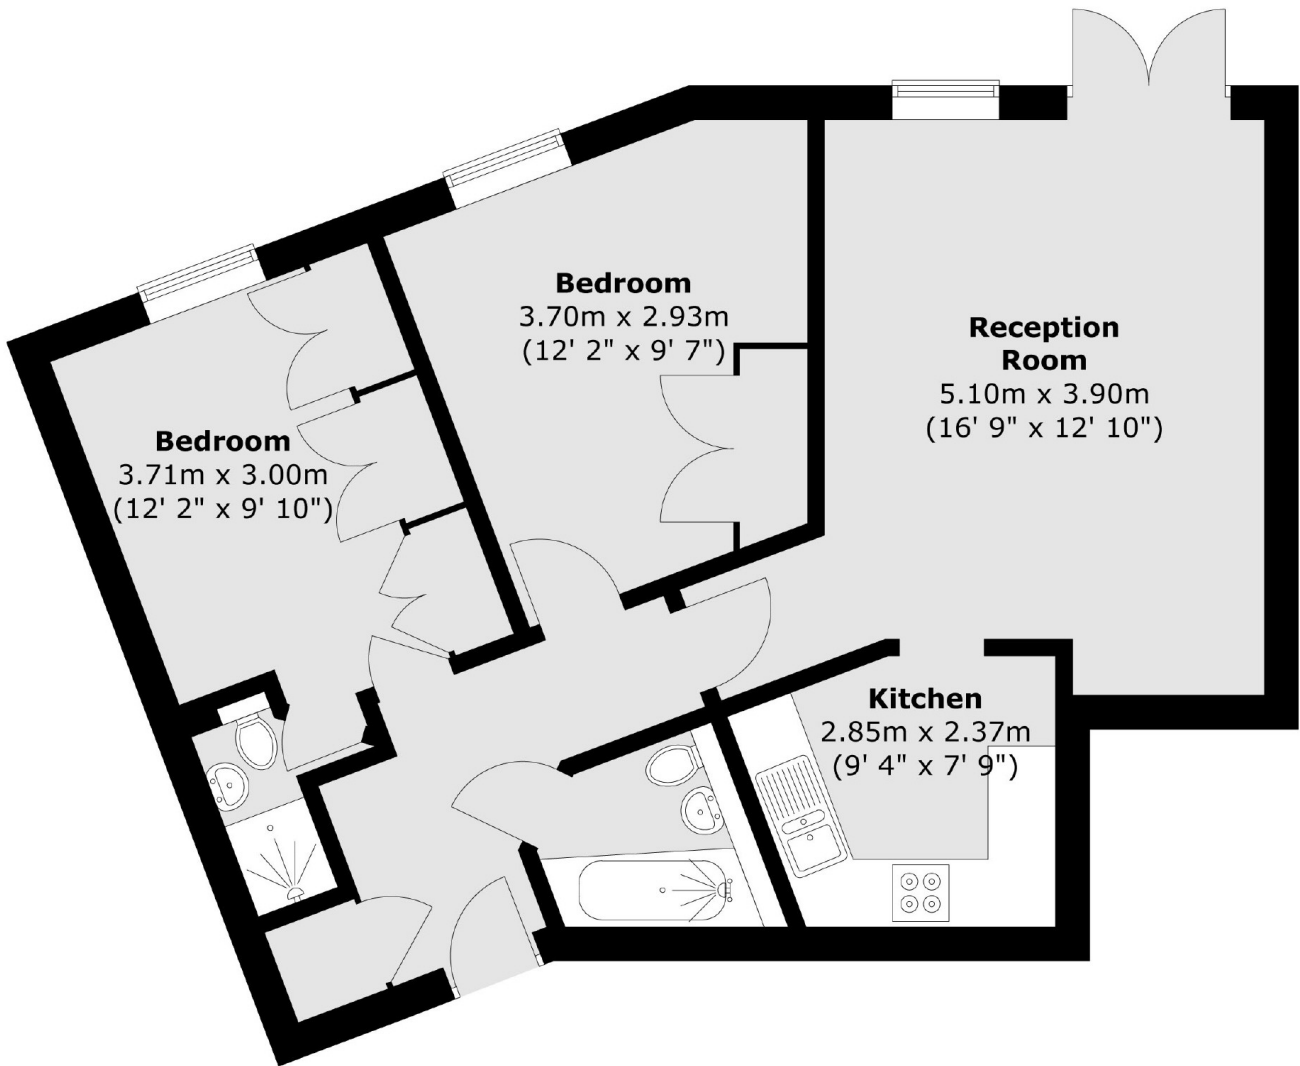 Bedroom
3.70m x 2.93m
(12' 2" x 9' 7")
Reception
Room
5.10m x 3.90m
(16' 9" x 12' 10")
Bedroom
3.71m x 3.00m
(12' 2" x 9' 10")
Kitchen
2.85m x 2.37m
(9' 4" x 7' 9")